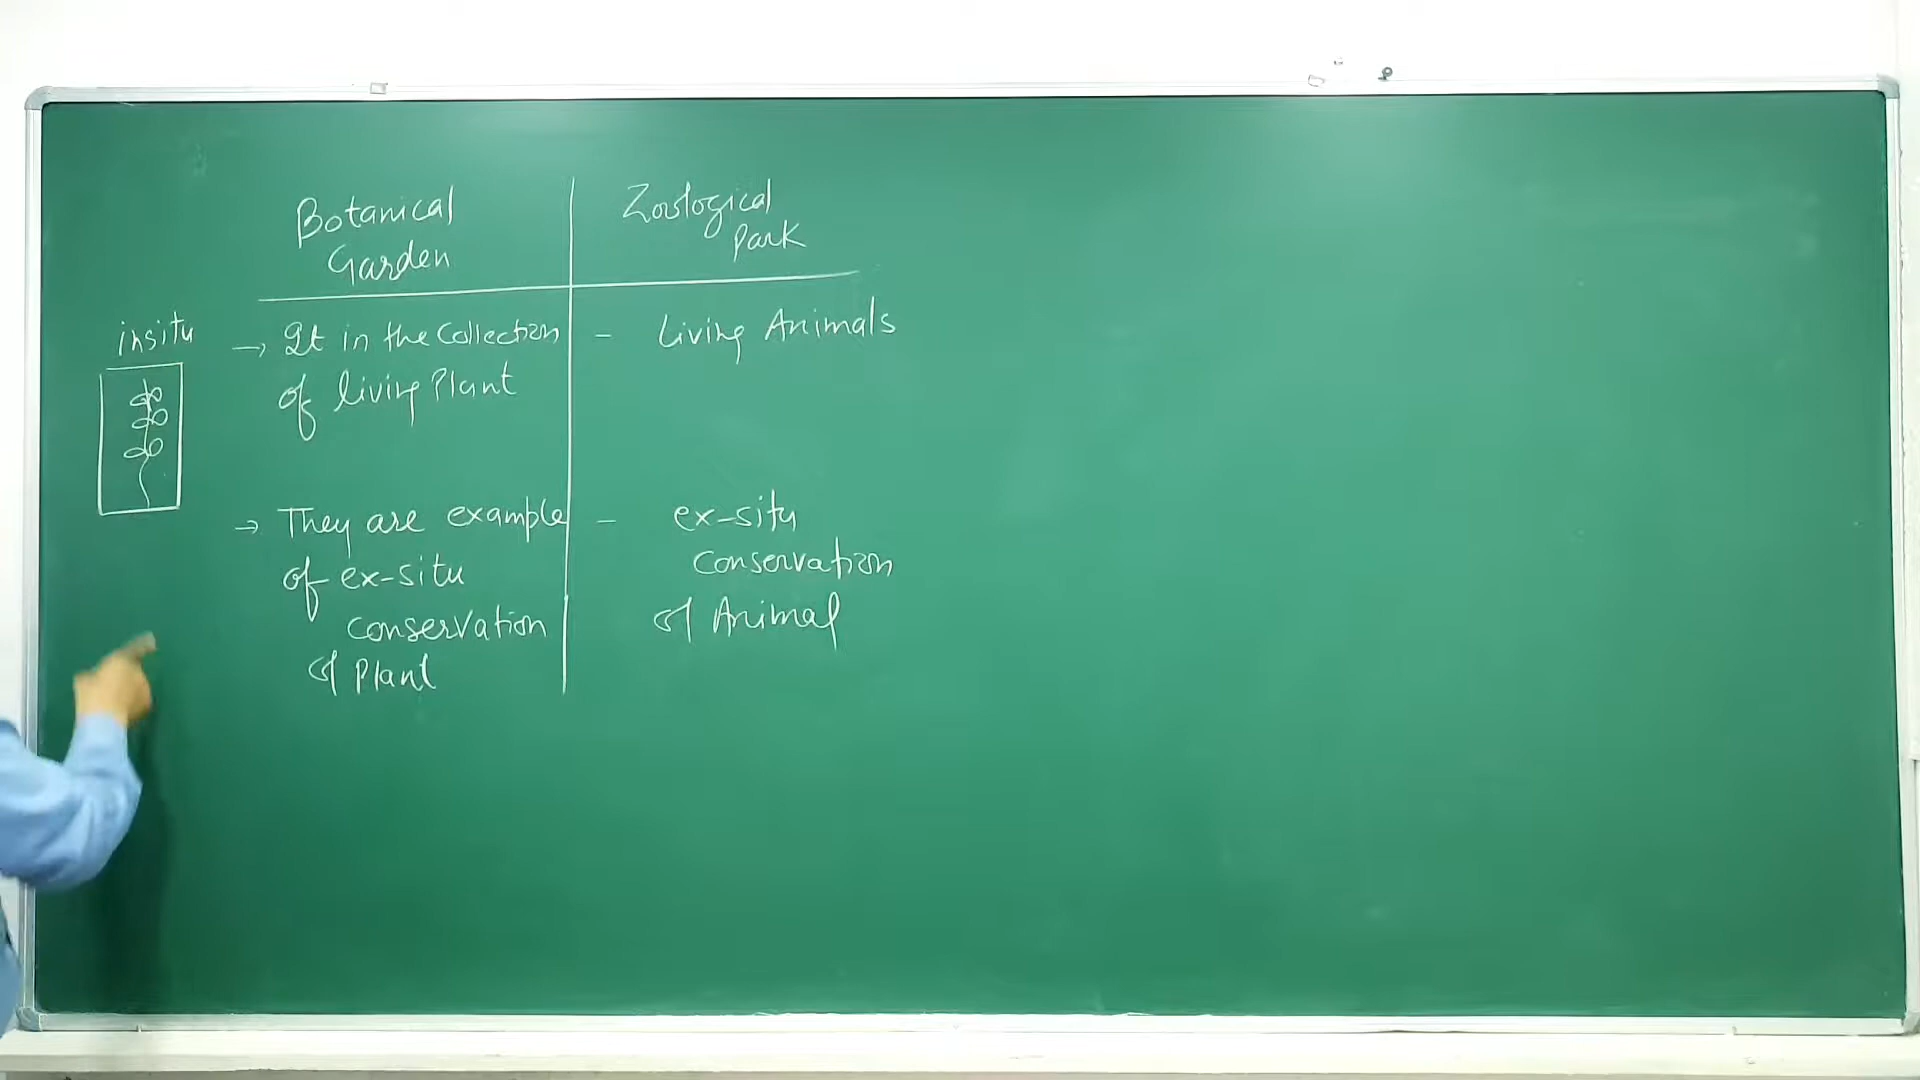 Botanical
Garden
Zoological
Park
insitu
→ It in the Collection
of living Plant
- Living Animals
→ They are example
of ex-situ
conservation
of Plant
- ex-situ
conservation
of Animal